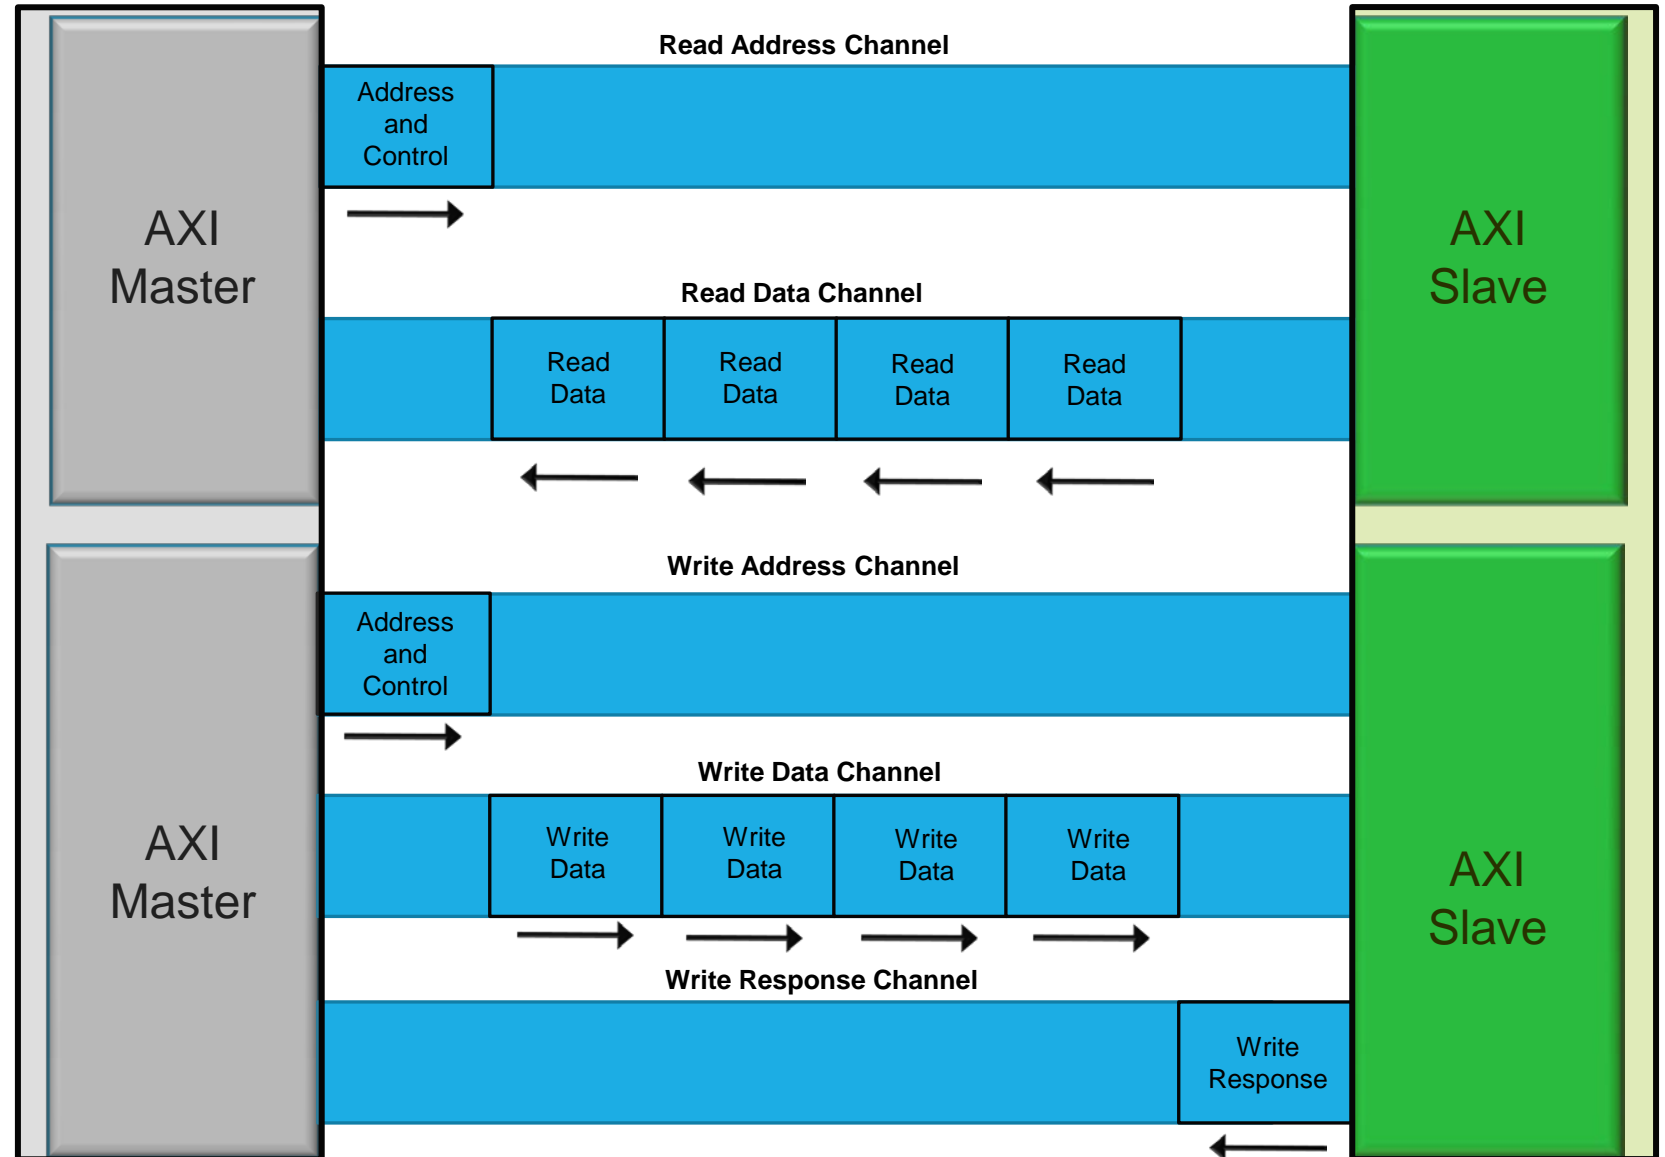 Read Address Channel
Address
and
Control
AXI
Master
AXI
Slave
Read Data Channel
Read
Data
Read
Data
Read
Data
Read
Data
Write Address Channel
Address
and
Control
Write Data Channel
AXI
Master
Write
Data
Write
Data
Write
Data
Write
Data
AXI
Slave
Write Response Channel
Write
Response